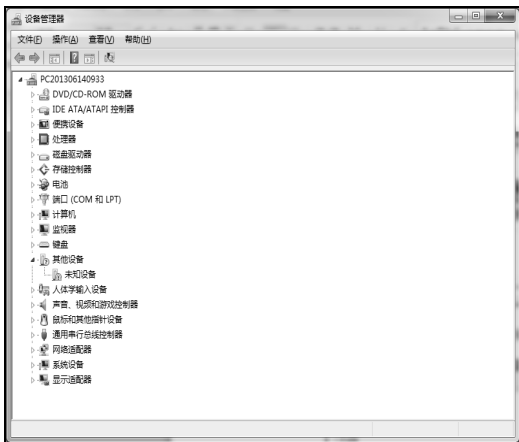 设备管理器
文件(F) 操作(A) 查看(V) 帮助(H)
PC201306140933
DVD/CD-ROM 驱动器
IDE ATA/ATAPI 控制器
便携设备
处理器
磁盘驱动器
存储控制器
电池
端口 (COM 和 LPT)
计算机
监视器
键盘
其他设备
未知设备
人体学输入设备
声音、视频和游戏控制器
鼠标和其他指针设备
通用串行总线控制器
网络适配器
系统设备
显示适配器